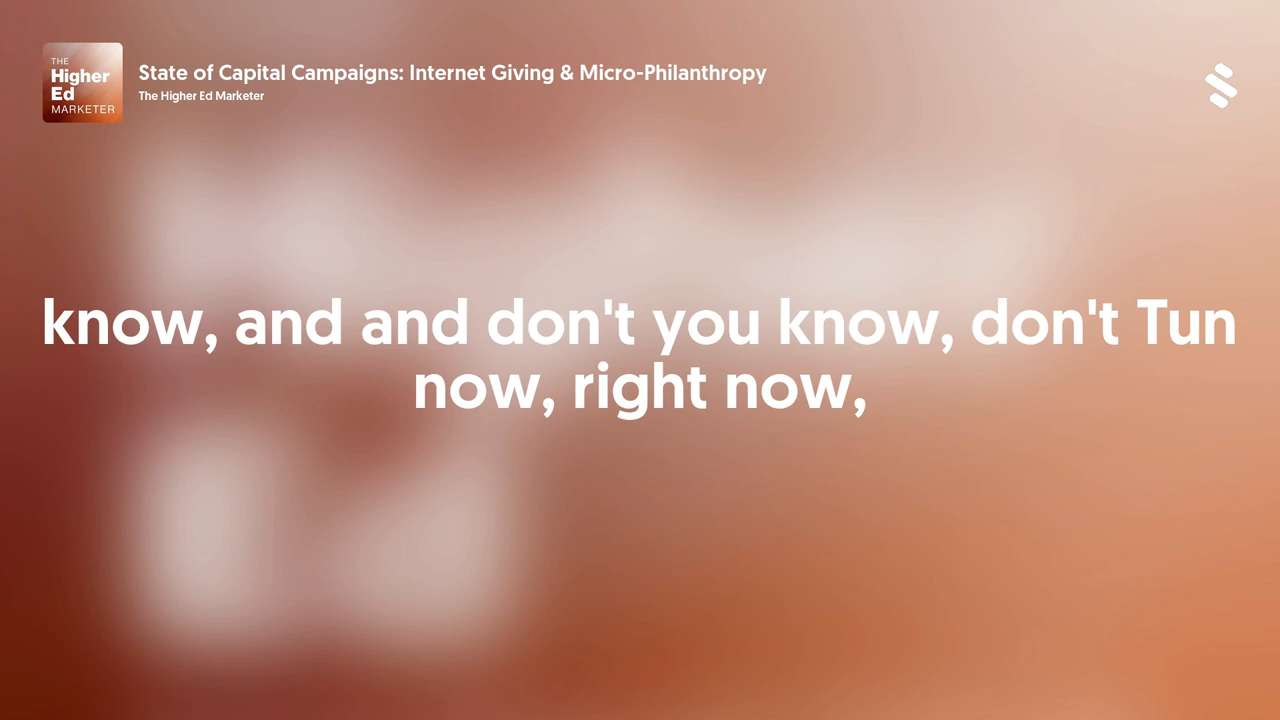 THE
Higher
Ed
MARKETER
State of Capital Campaigns: Internet Giving & Micro-Philanthropy
The Higher Ed Marketer
know, and and don't you know, don't Tun
now, right now,